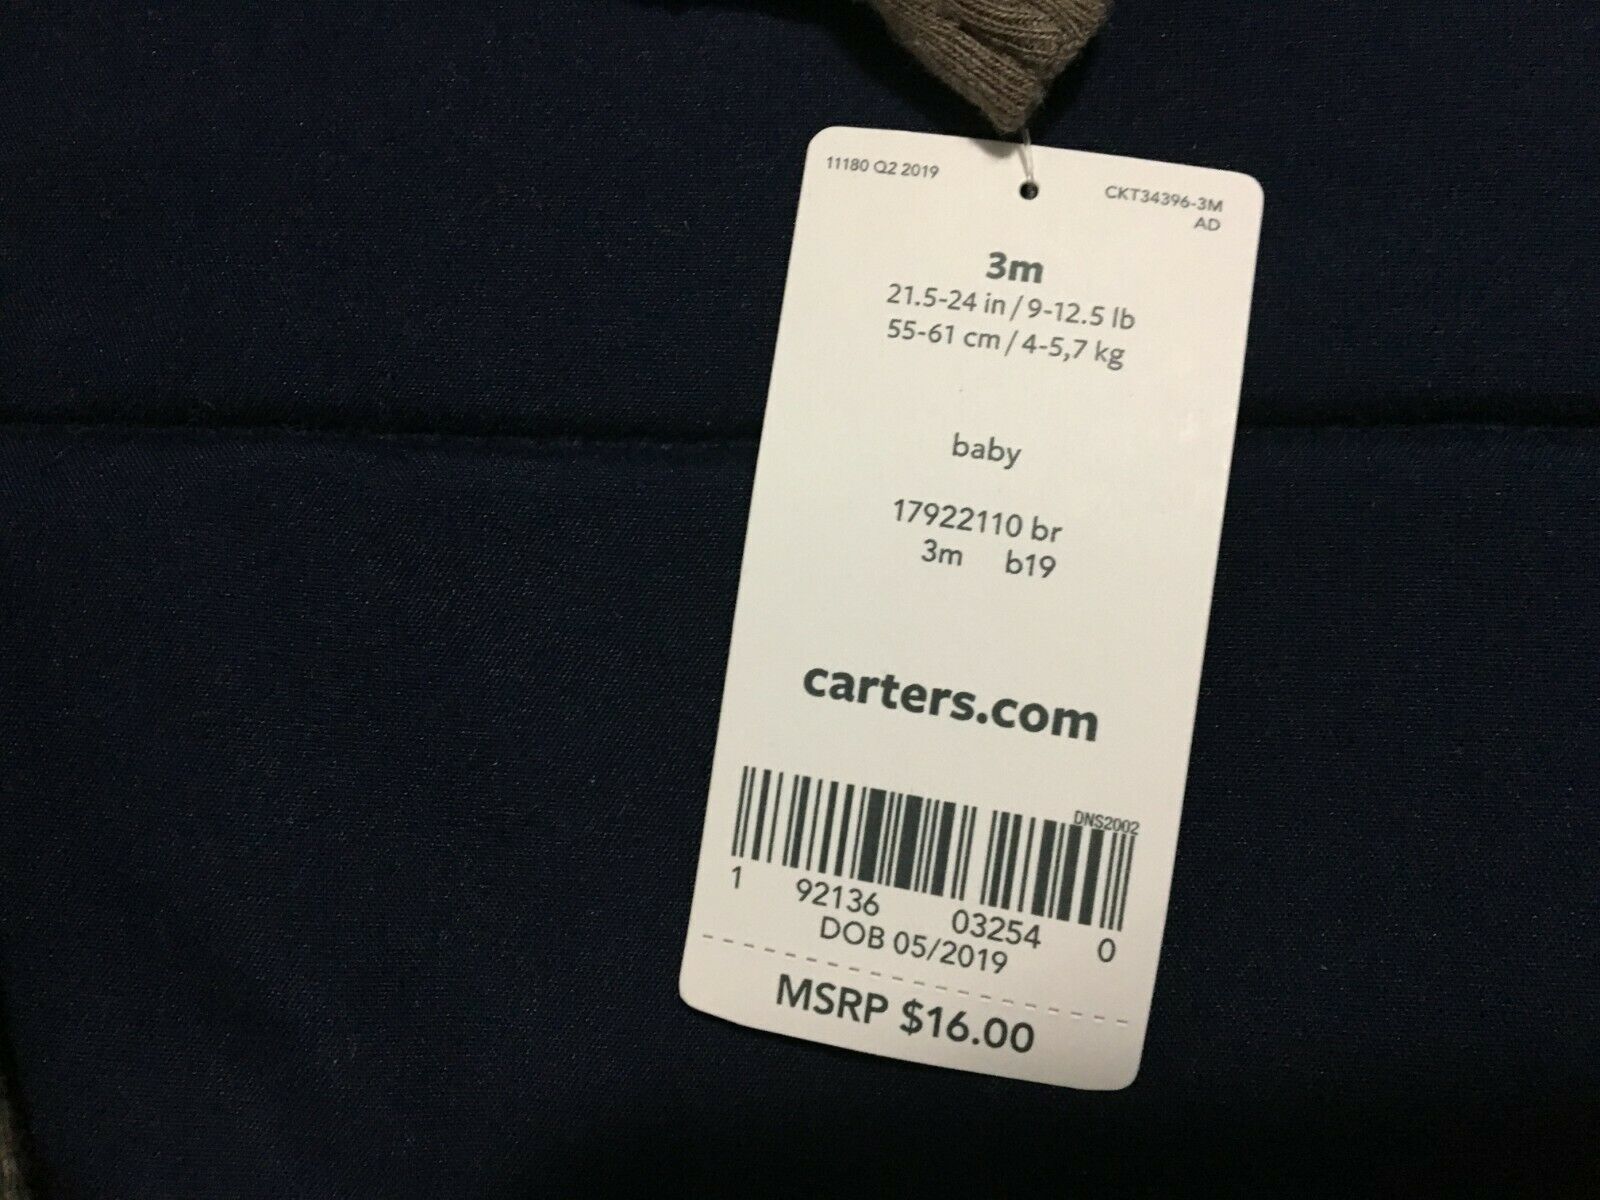 11180 Q2 2019
CKT34396-3M
AD
3m
21.5-24 in / 9-12.5 lb
55-61 cm / 4-5,7 kg
baby
17922110 br
3m b19
carters.com
DNS2002
1 92136 03254 0
DOB 05/2019
MSRP $16.00